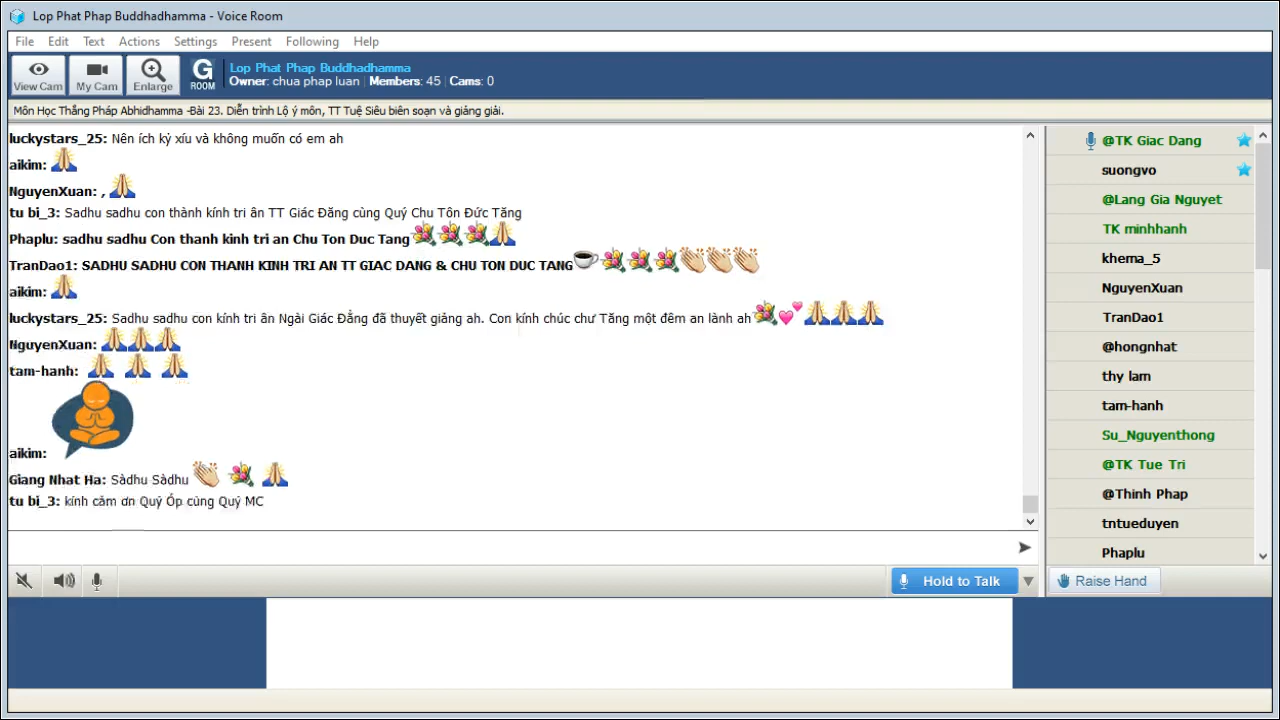 Lop Phat Phap Buddhadhamma - Voice Room
File Edit Text Actions Settings Present Following Help
View Cam My Cam Enlarge G ROOM
Lop Phat Phap Buddhadhamma
Owner: chua phap luan Members: 45 Cams: 0
Môn Học Thắng Pháp Abhidhamma -Bài 23. Diễn trình Lộ ý môn, TT Tuệ Siêu biên soạn và giảng giải.
luckystars_25: Nên ích kỷ xíu và không muốn có em ah
aikim:
NguyenXuan: ,
tu bi_3: Sadhu sadhu con thành kính tri ân TT Giác Đăng cùng Quý Chu Tôn Đức Tăng
Phaplu: sadhu sadhu Con thanh kinh tri an Chu Ton Duc Tang
TranDao1: SADHU SADHU CON THANH KINH TRI AN TT GIAC DANG & CHU TON DUC TANG
aikim:
luckystars_25: Sadhu sadhu con kính tri ân Ngài Giác Đẳng đã thuyết giảng ah. Con kính chúc chư Tăng một đêm an lành ah
NguyenXuan:
tam-hanh:
aikim:
Giang Nhat Ha: Sàdhu Sàdhu
tu bi_3: kính cảm ơn Quý Óp cùng Quý MC
@TK Giac Dang
suongvo
@Lang Gia Nguyet
TK minhhanh
khema_5
NguyenXuan
TranDao1
@hongnhat
thy lam
tam-hanh
Su_Nguyenthong
@TK Tue Tri
@Thinh Phap
tntueduyen
Phaplu
Hold to Talk
Raise Hand